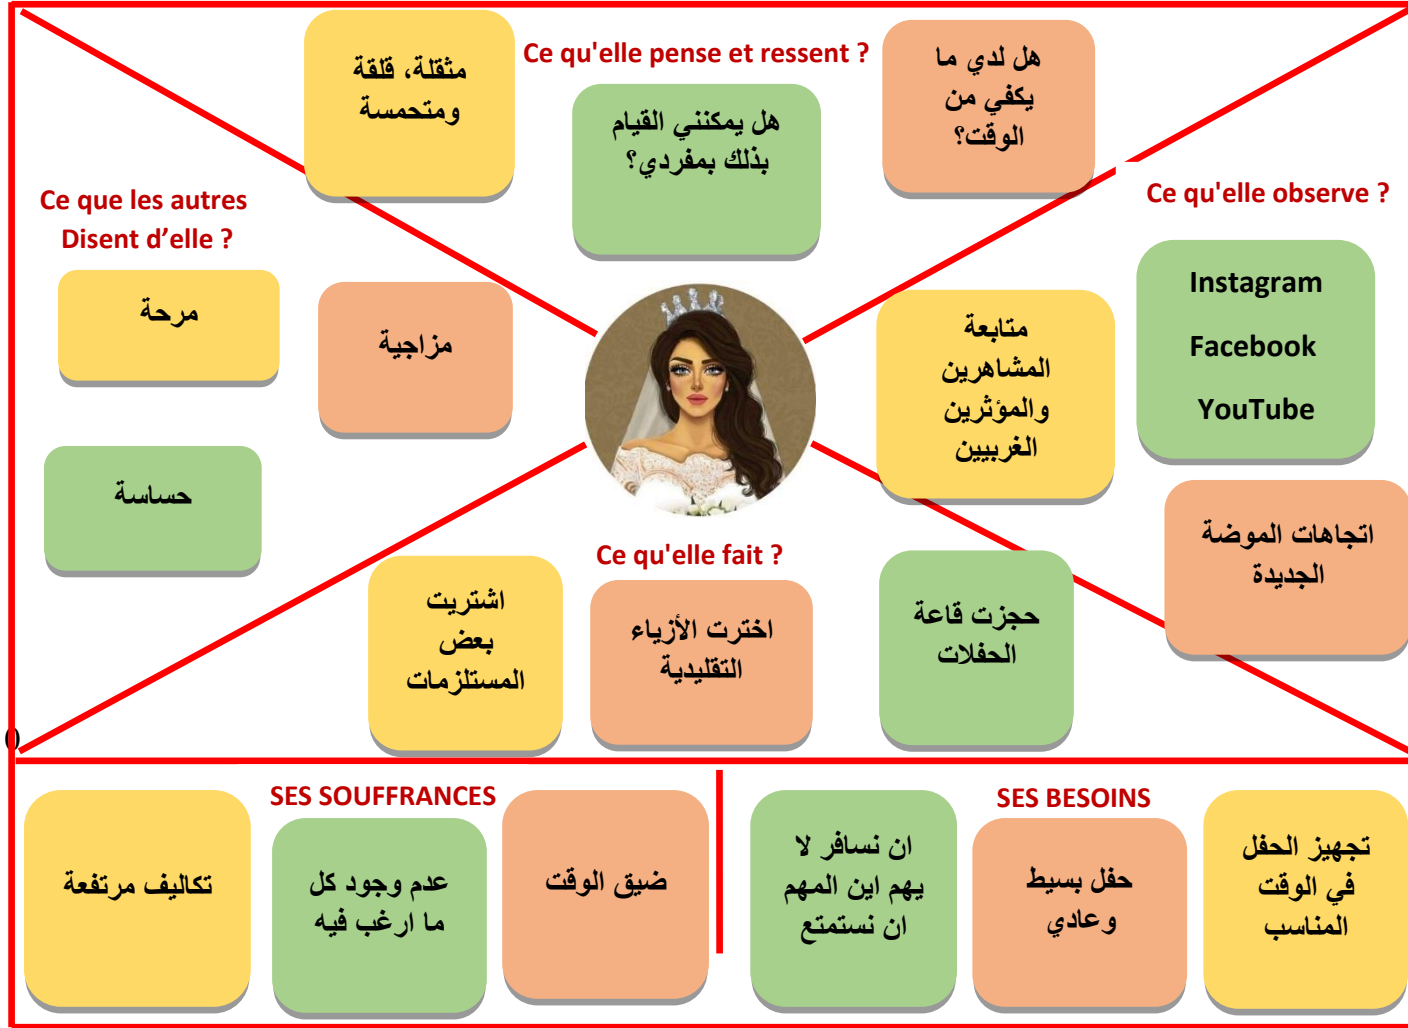 Ce qu'elle pense et ressent ?
مثقلة، قلقة
ومتحمسة
هل يمكنني القيام
بذلك بمفردي؟
هل لدي ما
يكفي من
الوقت؟
Ce que les autres
Disent d’elle ?
مرحة
مزاجية
حساسة
Ce qu'elle observe ?
متابعة
المشاهرين
والمؤثرين
الغربيين
Instagram
Facebook
YouTube
اتجاهات الموضة
الجديدة
Ce qu'elle fait ?
اشتريت
بعض
المستلزمات
اخترت الأزياء
التقليدية
حجزت قاعة
الحفلات
()
SES SOUFFRANCES
تكاليف مرتفعة
عدم وجود كل
ما ارغب فيه
ضيق الوقت
SES BESOINS
ان نسافر لا
يهم اين المهم
ان نستمتع
حفل بسيط
وعادي
تجهيز الحفل
في الوقت
المناسب